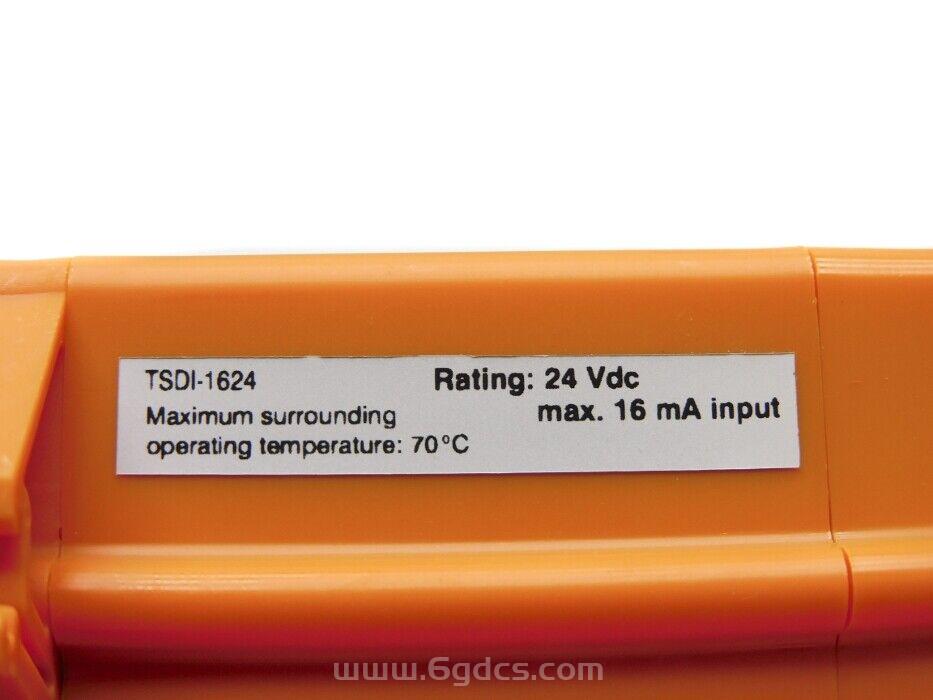 TSDI-1624
Rating: 24 Vdc
max. 16 mA input
Maximum surrounding
operating temperature: 70°C
www.6gdcs.com